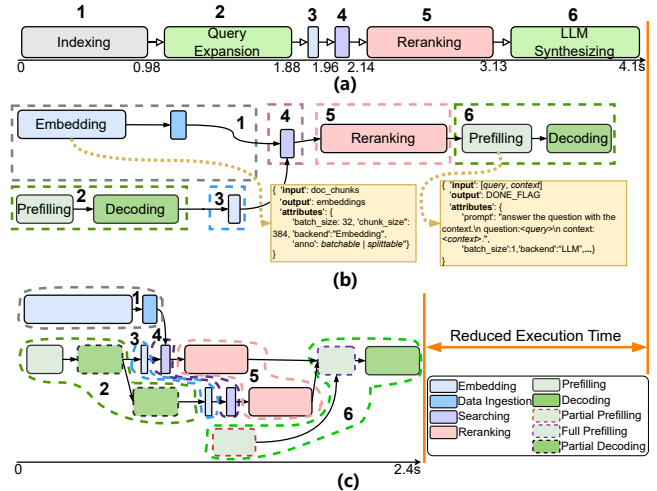 1
2
3
4
5
6
Indexing
Query
Expansion
Reranking
LLM
Synthesizing
0
0.98
1.88
1.96
2.14
3.13
4.1s
(a)
Embedding
1
4
5
Reranking
6
Prefilling
Decoding
Prefilling
2
Decoding
3
{ 'input': doc_chunks
'output': embeddings
'attributes': {
'batch_size': 32, 'chunk_size":
384, 'backend':"Embedding",
'anno': batchable | splittable"}
}
{ 'input': [query, context]
'output': DONE_FLAG
'attributes': {
'prompt': "answer the question with the
context.\n question:<query>\n context:
<context>.",
'batch_size':1,'backend":"LLM",...}
}
(b)
1
3
4
2
5
6
0
2.4s
(c)
Reduced Execution Time
Embedding
Data Ingestion
Searching
Reranking
Prefilling
Decoding
Partial Prefilling
Full Prefilling
Partial Decoding